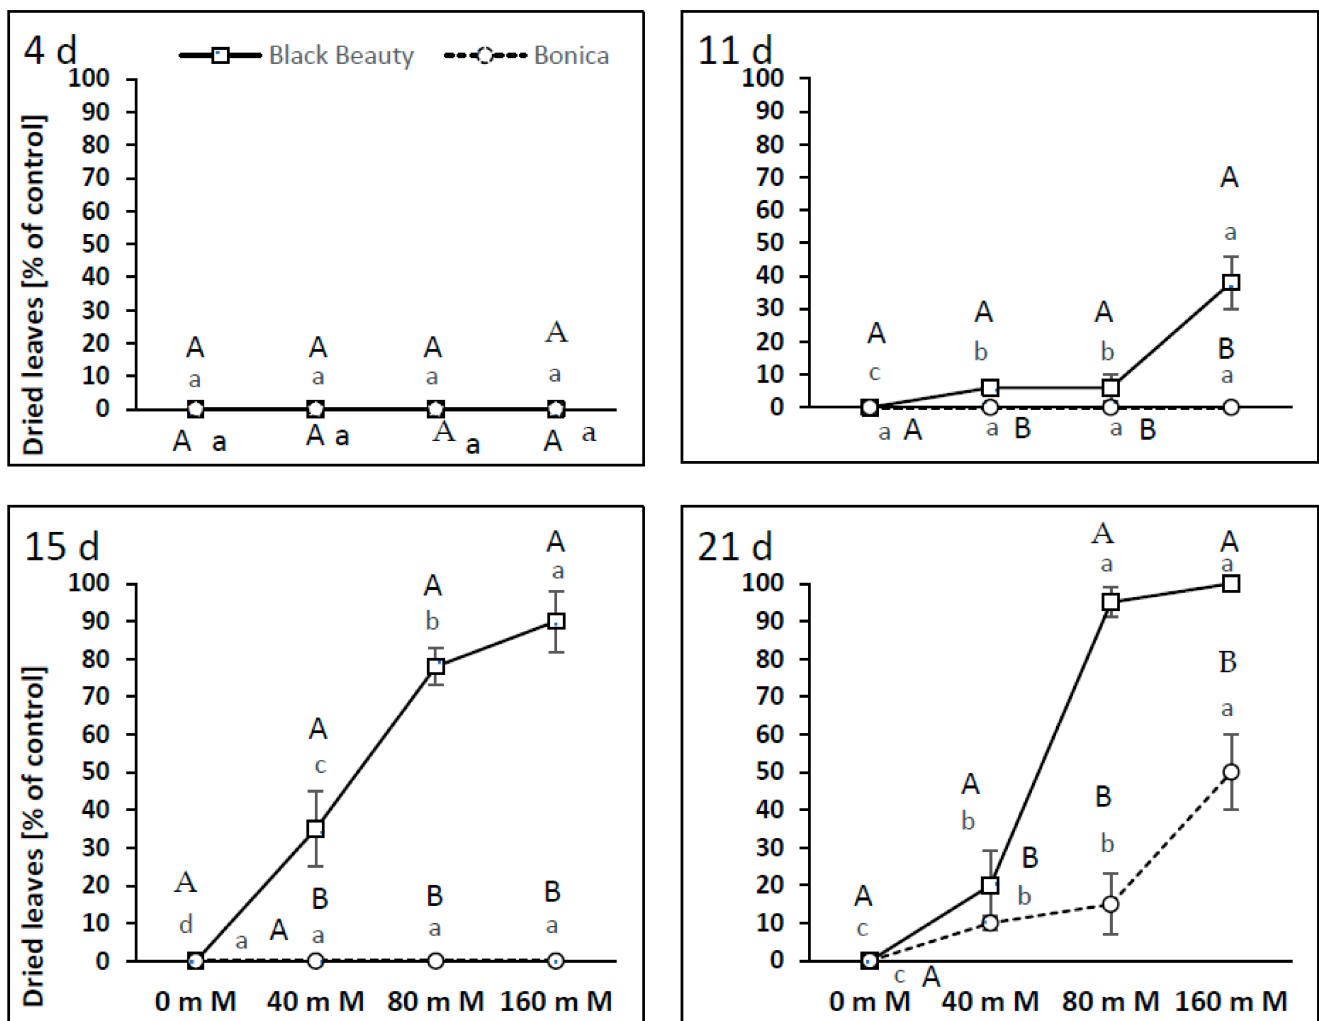 4 d
Black Beauty
Bonica
Dried leaves [% of control]
100
90
80
70
60
50
40
30
20
10
0
A A A A
a a a a
A a A a A a A a
11 d
100
90
80
70
60
50
40
30
20
10
0
A
a
A A A B
c b b a
a A a B a B
15 d
Dried leaves [% of control]
100
90
80
70
60
50
40
30
20
10
0
A
a
A
b
A
c
A B B B
d a A a a a
0 m M 40 m M 80 m M 160 m M
21 d
100
90
80
70
60
50
40
30
20
10
0
A A
a a
B
a
A B
b b
B
A b
c
c A
0 m M 40 m M 80 m M 160 m M